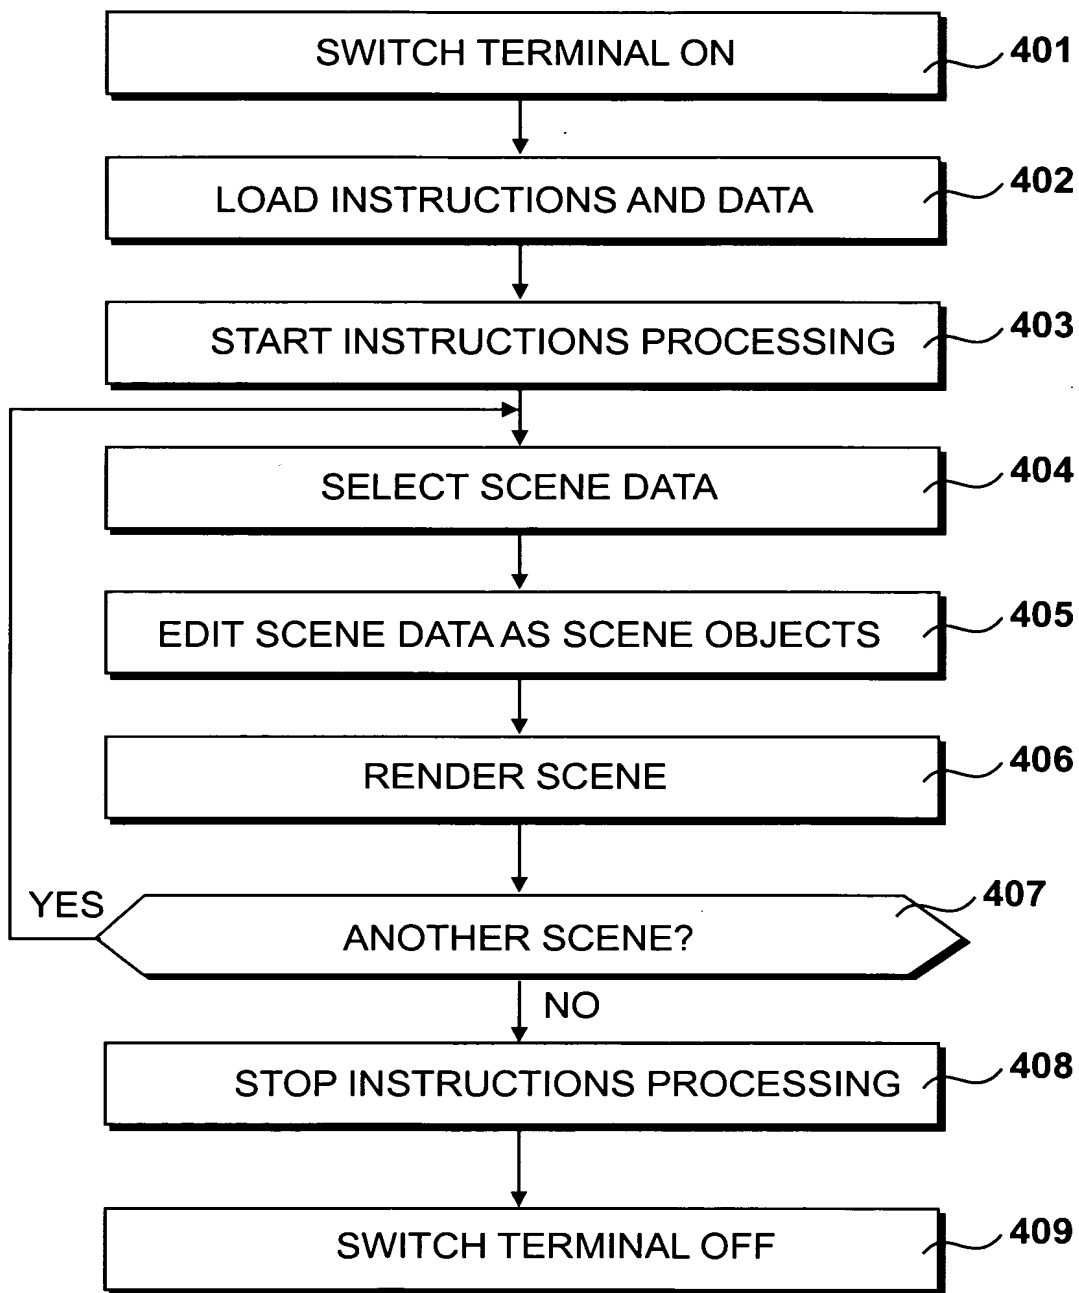 SWITCH TERMINAL ON
401
LOAD INSTRUCTIONS AND DATA
402
START INSTRUCTIONS PROCESSING
403
SELECT SCENE DATA
404
EDIT SCENE DATA AS SCENE OBJECTS
405
RENDER SCENE
406
YES
ANOTHER SCENE?
407
NO
STOP INSTRUCTIONS PROCESSING
408
SWITCH TERMINAL OFF
409